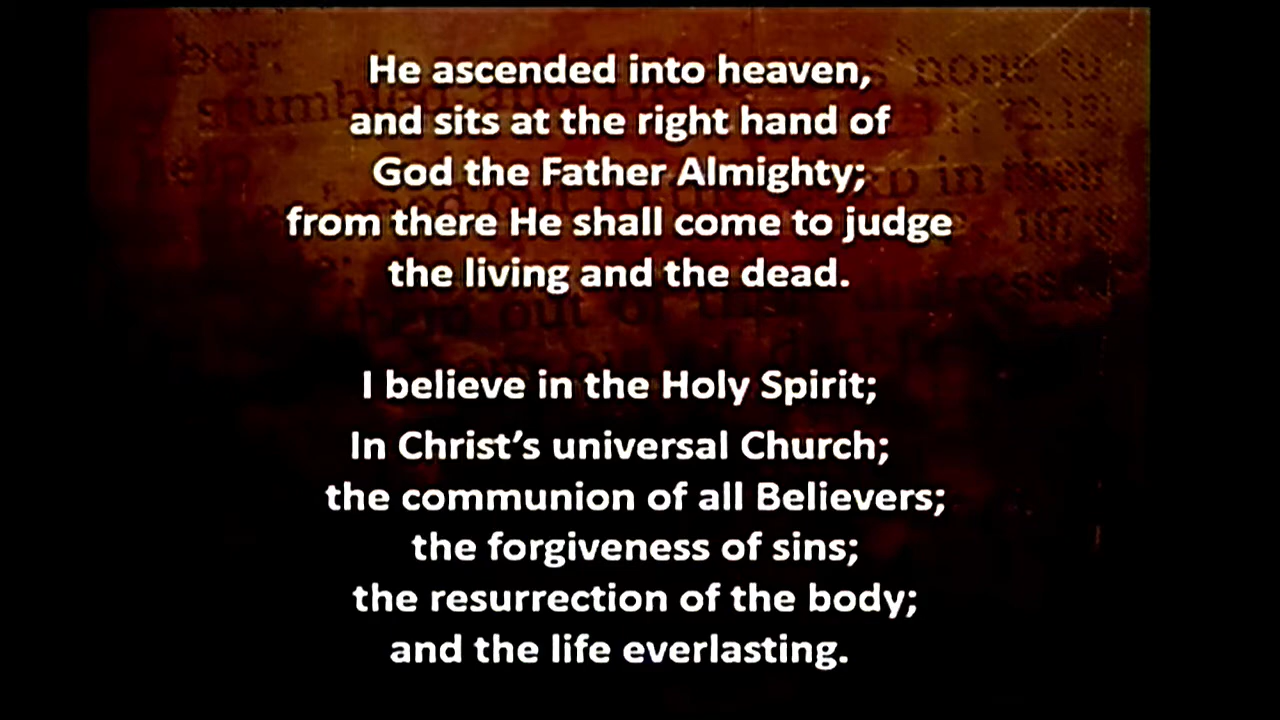 He ascended into heaven,
and sits at the right hand of
God the Father Almighty;
from there He shall come to judge
the living and the dead.
I believe in the Holy Spirit;
In Christ's universal Church;
the communion of all Believers;
the forgiveness of sins;
the resurrection of the body;
and the life everlasting.